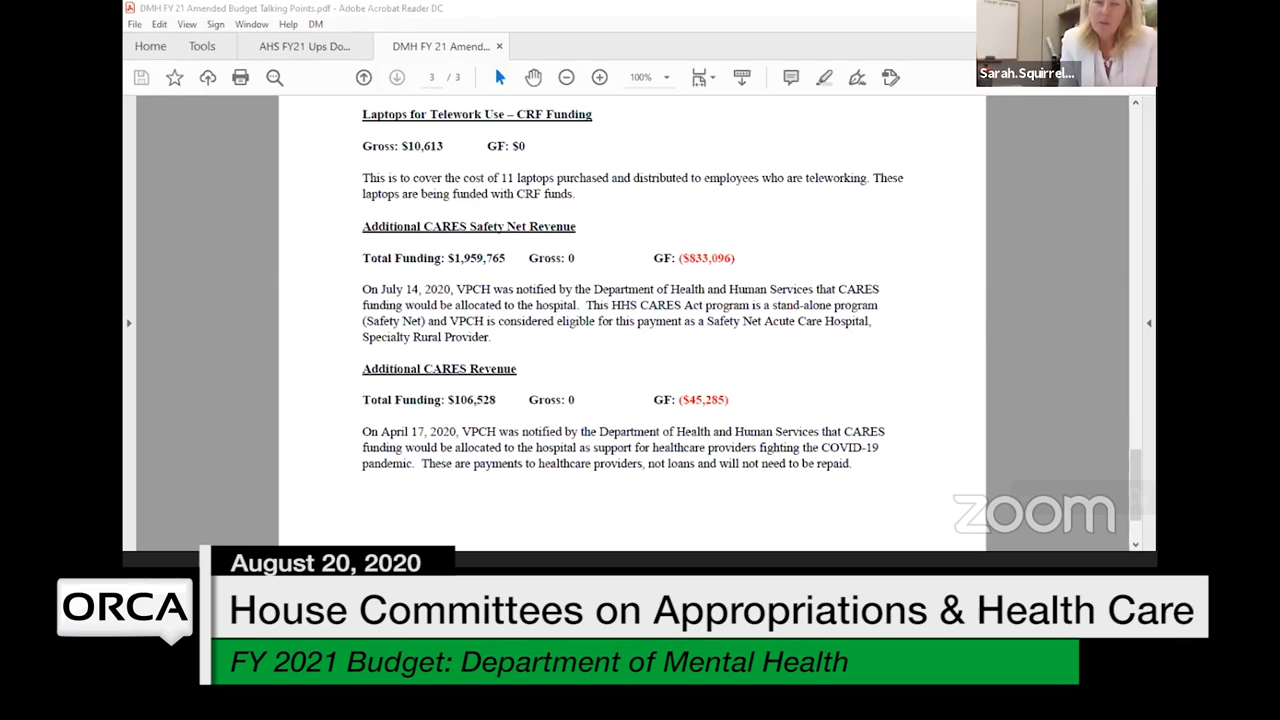 DMH FY 21 Amended Budget Talking Points.pdf - Adobe Acrobat Reader DC
File Edit View Sign Window Help DM
Home Tools AHS FY21 Ups Do... DMH FY 21 Amend... ×
3 / 3 100%
Sarah.Squirrel...
Laptops for Telework Use – CRF Funding
Gross: $10,613 GF: $0
This is to cover the cost of 11 laptops purchased and distributed to employees who are teleworking. These
laptops are being funded with CRF funds.
Additional CARES Safety Net Revenue
Total Funding: $1,959,765 Gross: 0 GF: ($833,096)
On July 14, 2020, VPCH was notified by the Department of Health and Human Services that CARES
funding would be allocated to the hospital. This HHS CARES Act program is a stand-alone program
(Safety Net) and VPCH is considered eligible for this payment as a Safety Net Acute Care Hospital,
Specialty Rural Provider.
Additional CARES Revenue
Total Funding: $106,528 Gross: 0 GF: ($45,285)
On April 17, 2020, VPCH was notified by the Department of Health and Human Services that CARES
funding would be allocated to the hospital as support for healthcare providers fighting the COVID-19
pandemic. These are payments to healthcare providers, not loans and will not need to be repaid.
zoom
August 20, 2020
ORCA
House Committees on Appropriations & Health Care
FY 2021 Budget: Department of Mental Health